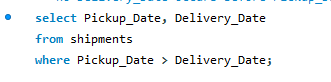 select Pickup_Date, Delivery_Date
from shipments
where Pickup_Date > Delivery_Date;